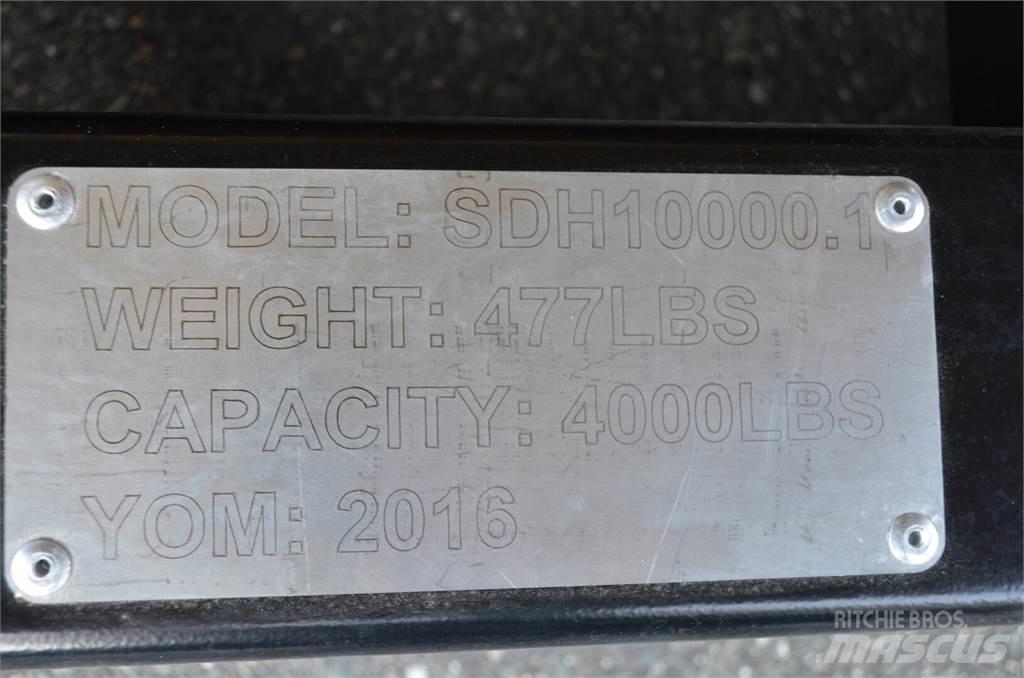 MODEL: SDH10000.1
WEIGHT: 477LBS
CAPACITY: 4000LBS
YOM: 2016
RITCHIE BROS.
MASCUS